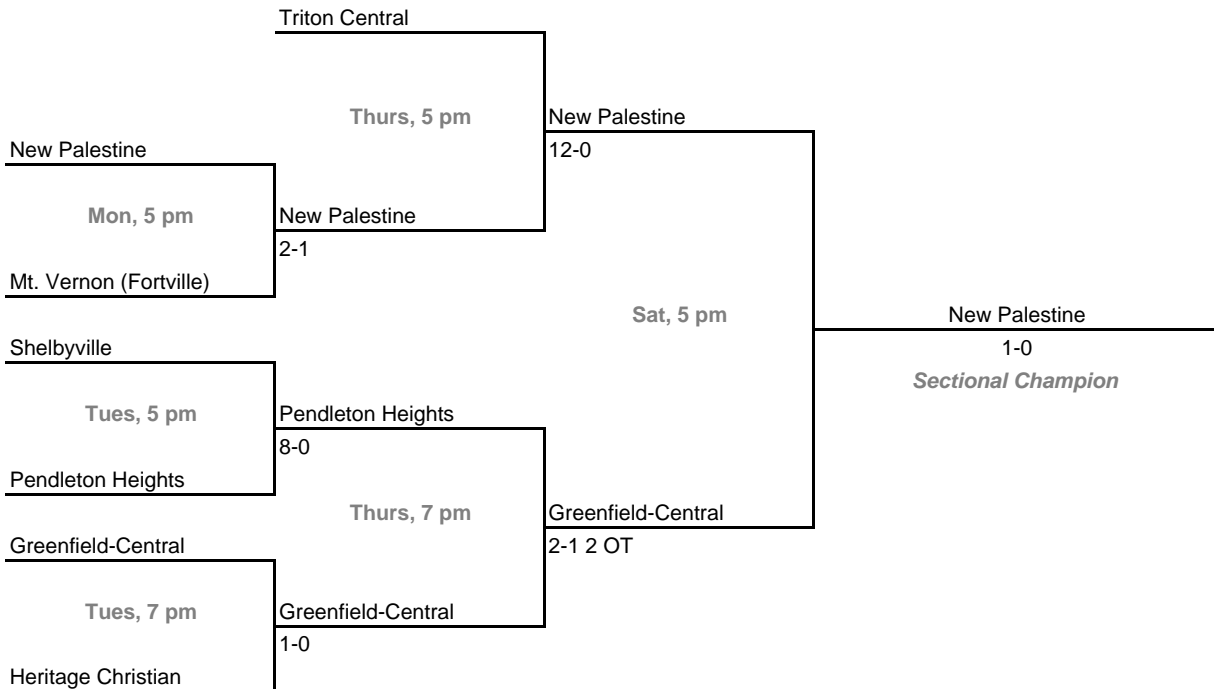 Triton Central
Thurs, 5 pm
New Palestine
New Palestine
12-0
Mon, 5 pm
New Palestine
2-1
Mt. Vernon (Fortville)
Sat, 5 pm
New Palestine
Shelbyville
1-0
Sectional Champion
Tues, 5 pm
Pendleton Heights
8-0
Pendleton Heights
Thurs, 7 pm
Greenfield-Central
Greenfield-Central
2-1 2 OT
Tues, 7 pm
Greenfield-Central
1-0
Heritage Christian